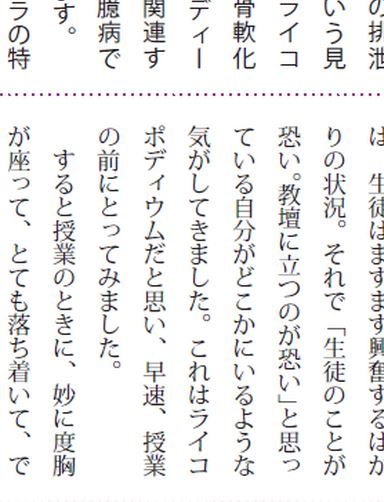 の排泄
いう見
ライコ
骨軟化
ディー
関連す
臆病で
す。
ラの特
は、生徒はますます興奮するばか
りの状況。それで「生徒のことが
恐い。教壇に立つのが恐い」と思っ
ている自分がどこかにいるような
気がしてきました。これはライコ
ポディウムだと思い、早速、授業
の前にとってみました。
すると授業のときに、妙に度胸
が座って、とても落ち着いて、で